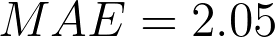 MAE = 2.05